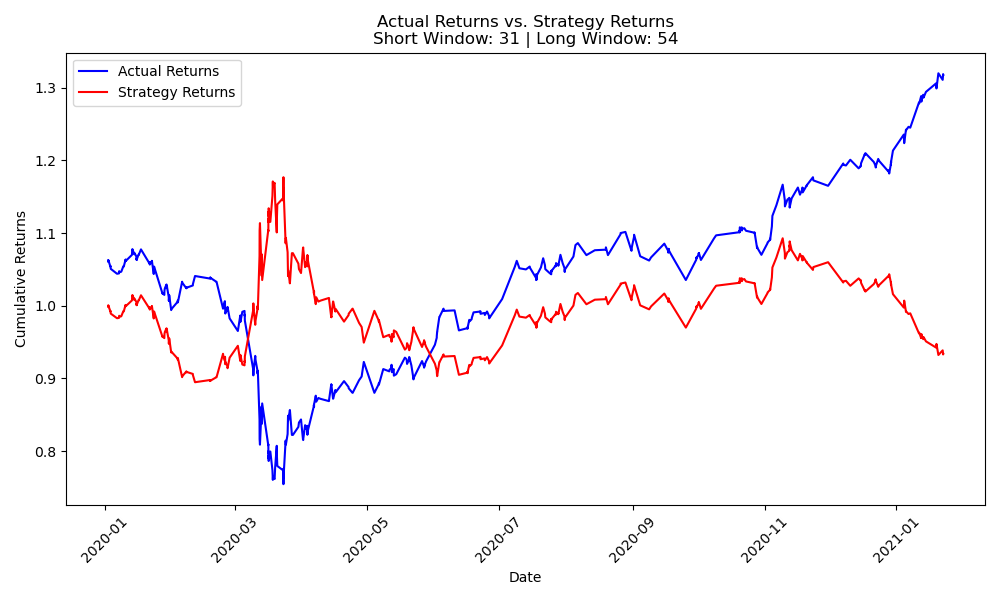 Actual Returns vs. Strategy Returns
Short Window: 31 | Long Window: 54
Actual Returns
Strategy Returns
Cumulative Returns
1.3
1.2
1.1
1.0
0.9
0.8
2020-01
2020-03
2020-05
2020-07
2020-09
2020-11
2021-01
Date